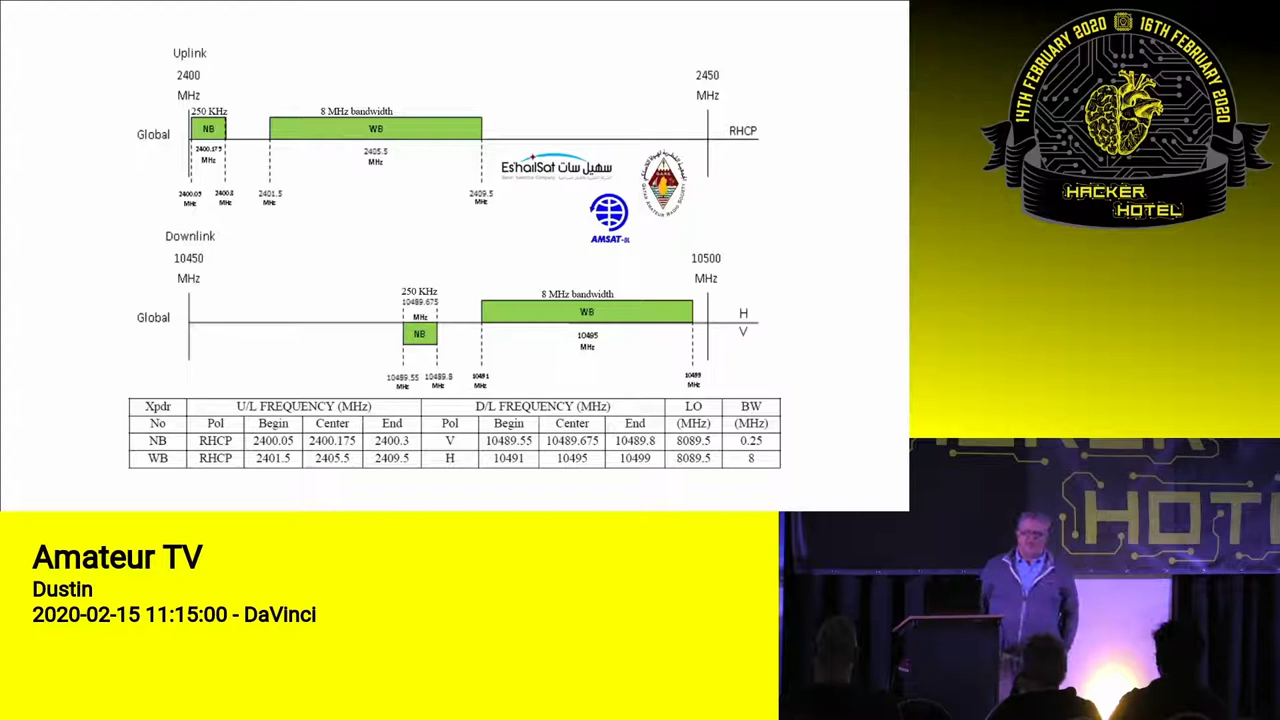 Uplink
2400
MHz
2450
MHz
250 KHz
8 MHz bandwidth
Global
NB
WB
RHCP
2400.175
MHz
2405.5
MHz
2400.05
MHz
2400.3
MHz
2401.5
MHz
2409.5
MHz
Es'hailSat سهيل سات
QATAR AMATEUR RADIO SOCIETY
AMSAT-DL
Downlink
10450
MHz
10500
MHz
250 KHz
10489.675
MHz
8 MHz bandwidth
Global
NB
WB
H
V
10495
MHz
10489.55
MHz
10489.8
MHz
10491
MHz
10499
MHz
Xpdr U/L FREQUENCY (MHz) D/L FREQUENCY (MHz) LO BW
No Pol Begin Center End Pol Begin Center End (MHz) (MHz)
NB RHCP 2400.05 2400.175 2400.3 V 10489.55 10489.675 10489.8 8089.5 0.25
WB RHCP 2401.5 2405.5 2409.5 H 10491 10495 10499 8089.5 8
14TH FEBRUARY 2020 16TH FEBRUARY 2020
HACKER
HOTEL
HOT
Amateur TV
Dustin
2020-02-15 11:15:00 - DaVinci